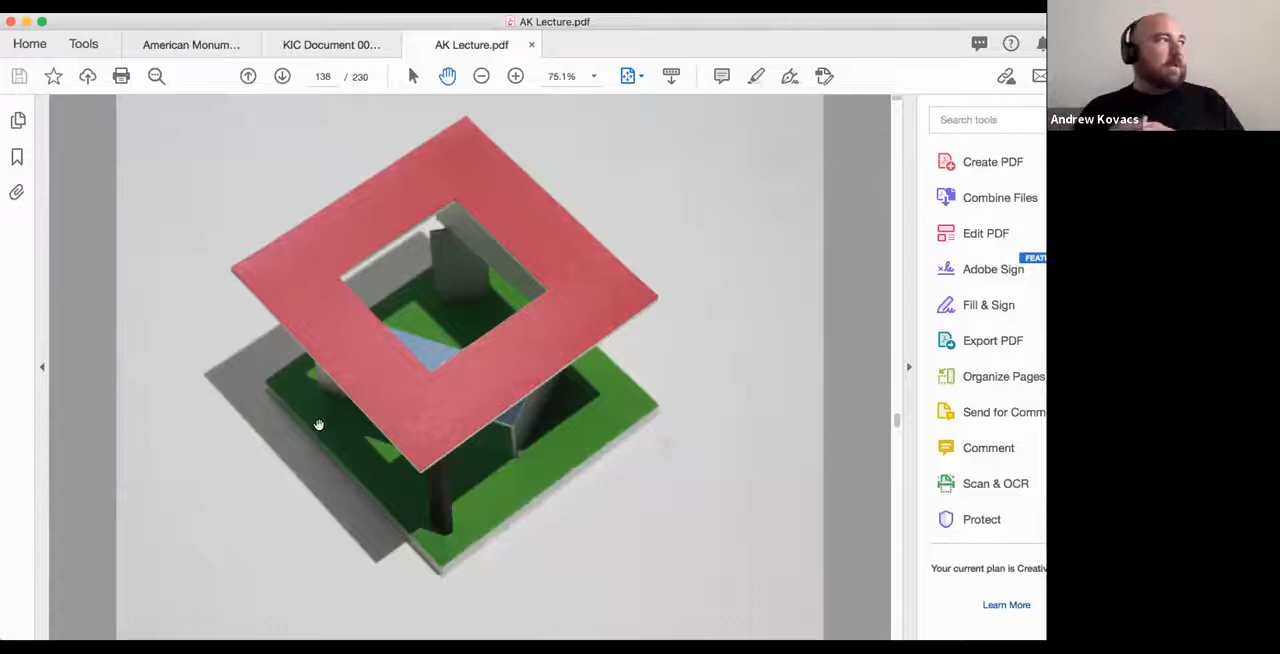 AK Lecture.pdf
Home
Tools
American Monum...
KIC Document 00...
AK Lecture.pdf
138 / 230
75.1%
Andrew Kovacs
Search tools
Create PDF
Combine Files
Edit PDF
FEAT
Adobe Sign
Fill & Sign
Export PDF
Organize Pages
Send for Comm
Comment
Scan & OCR
Protect
Your current plan is Creativ
Learn More